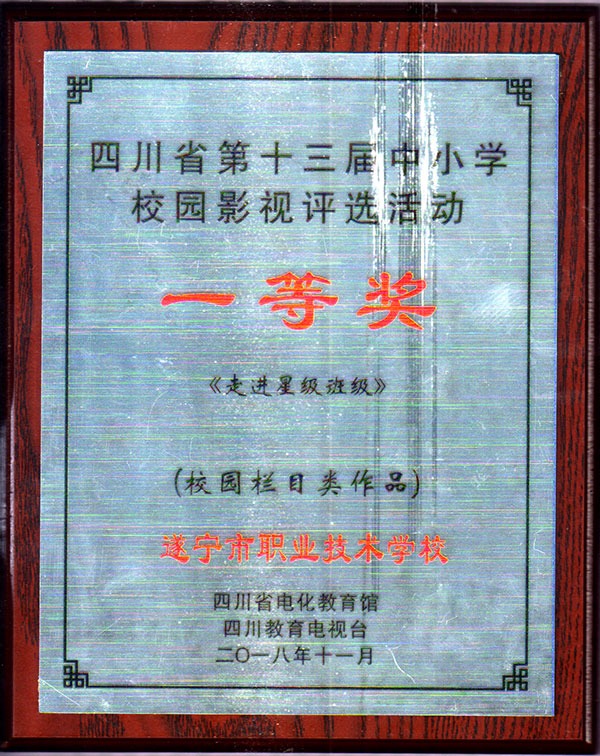 四川省第十三届中小学
校园影视评选活动
一等奖
《走进星级班级》
(校园栏目类作品)
遂宁市职业技术学校
四川省电化教育馆
四川教育电视台
二〇一八年十一月